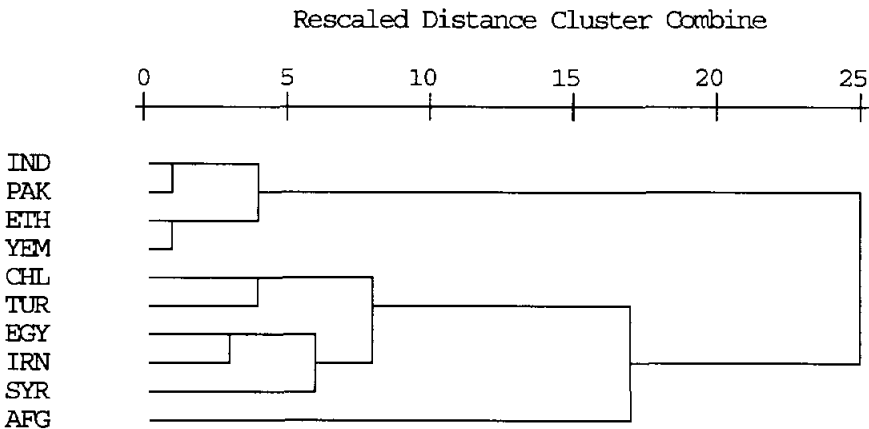 Rescaled Distance Cluster Combine
0 5 10 15 20 25
IND
PAK
ETH
YEM
CHL
TUR
EGY
IRN
SYR
AFG